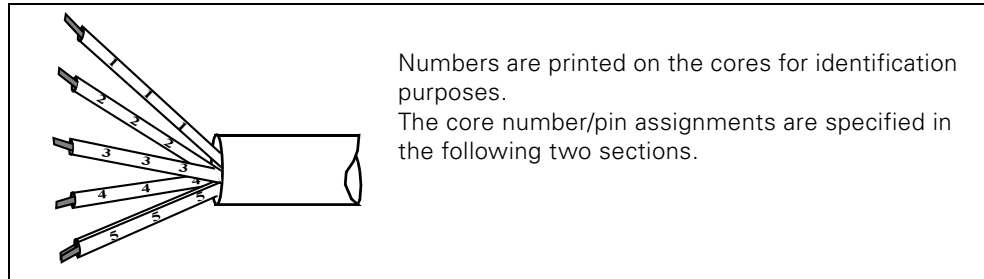 1 1 1
2 2 2
3 3 3
4 4 4
5 5 5
Numbers are printed on the cores for identification
purposes.
The core number/pin assignments are specified in
the following two sections.